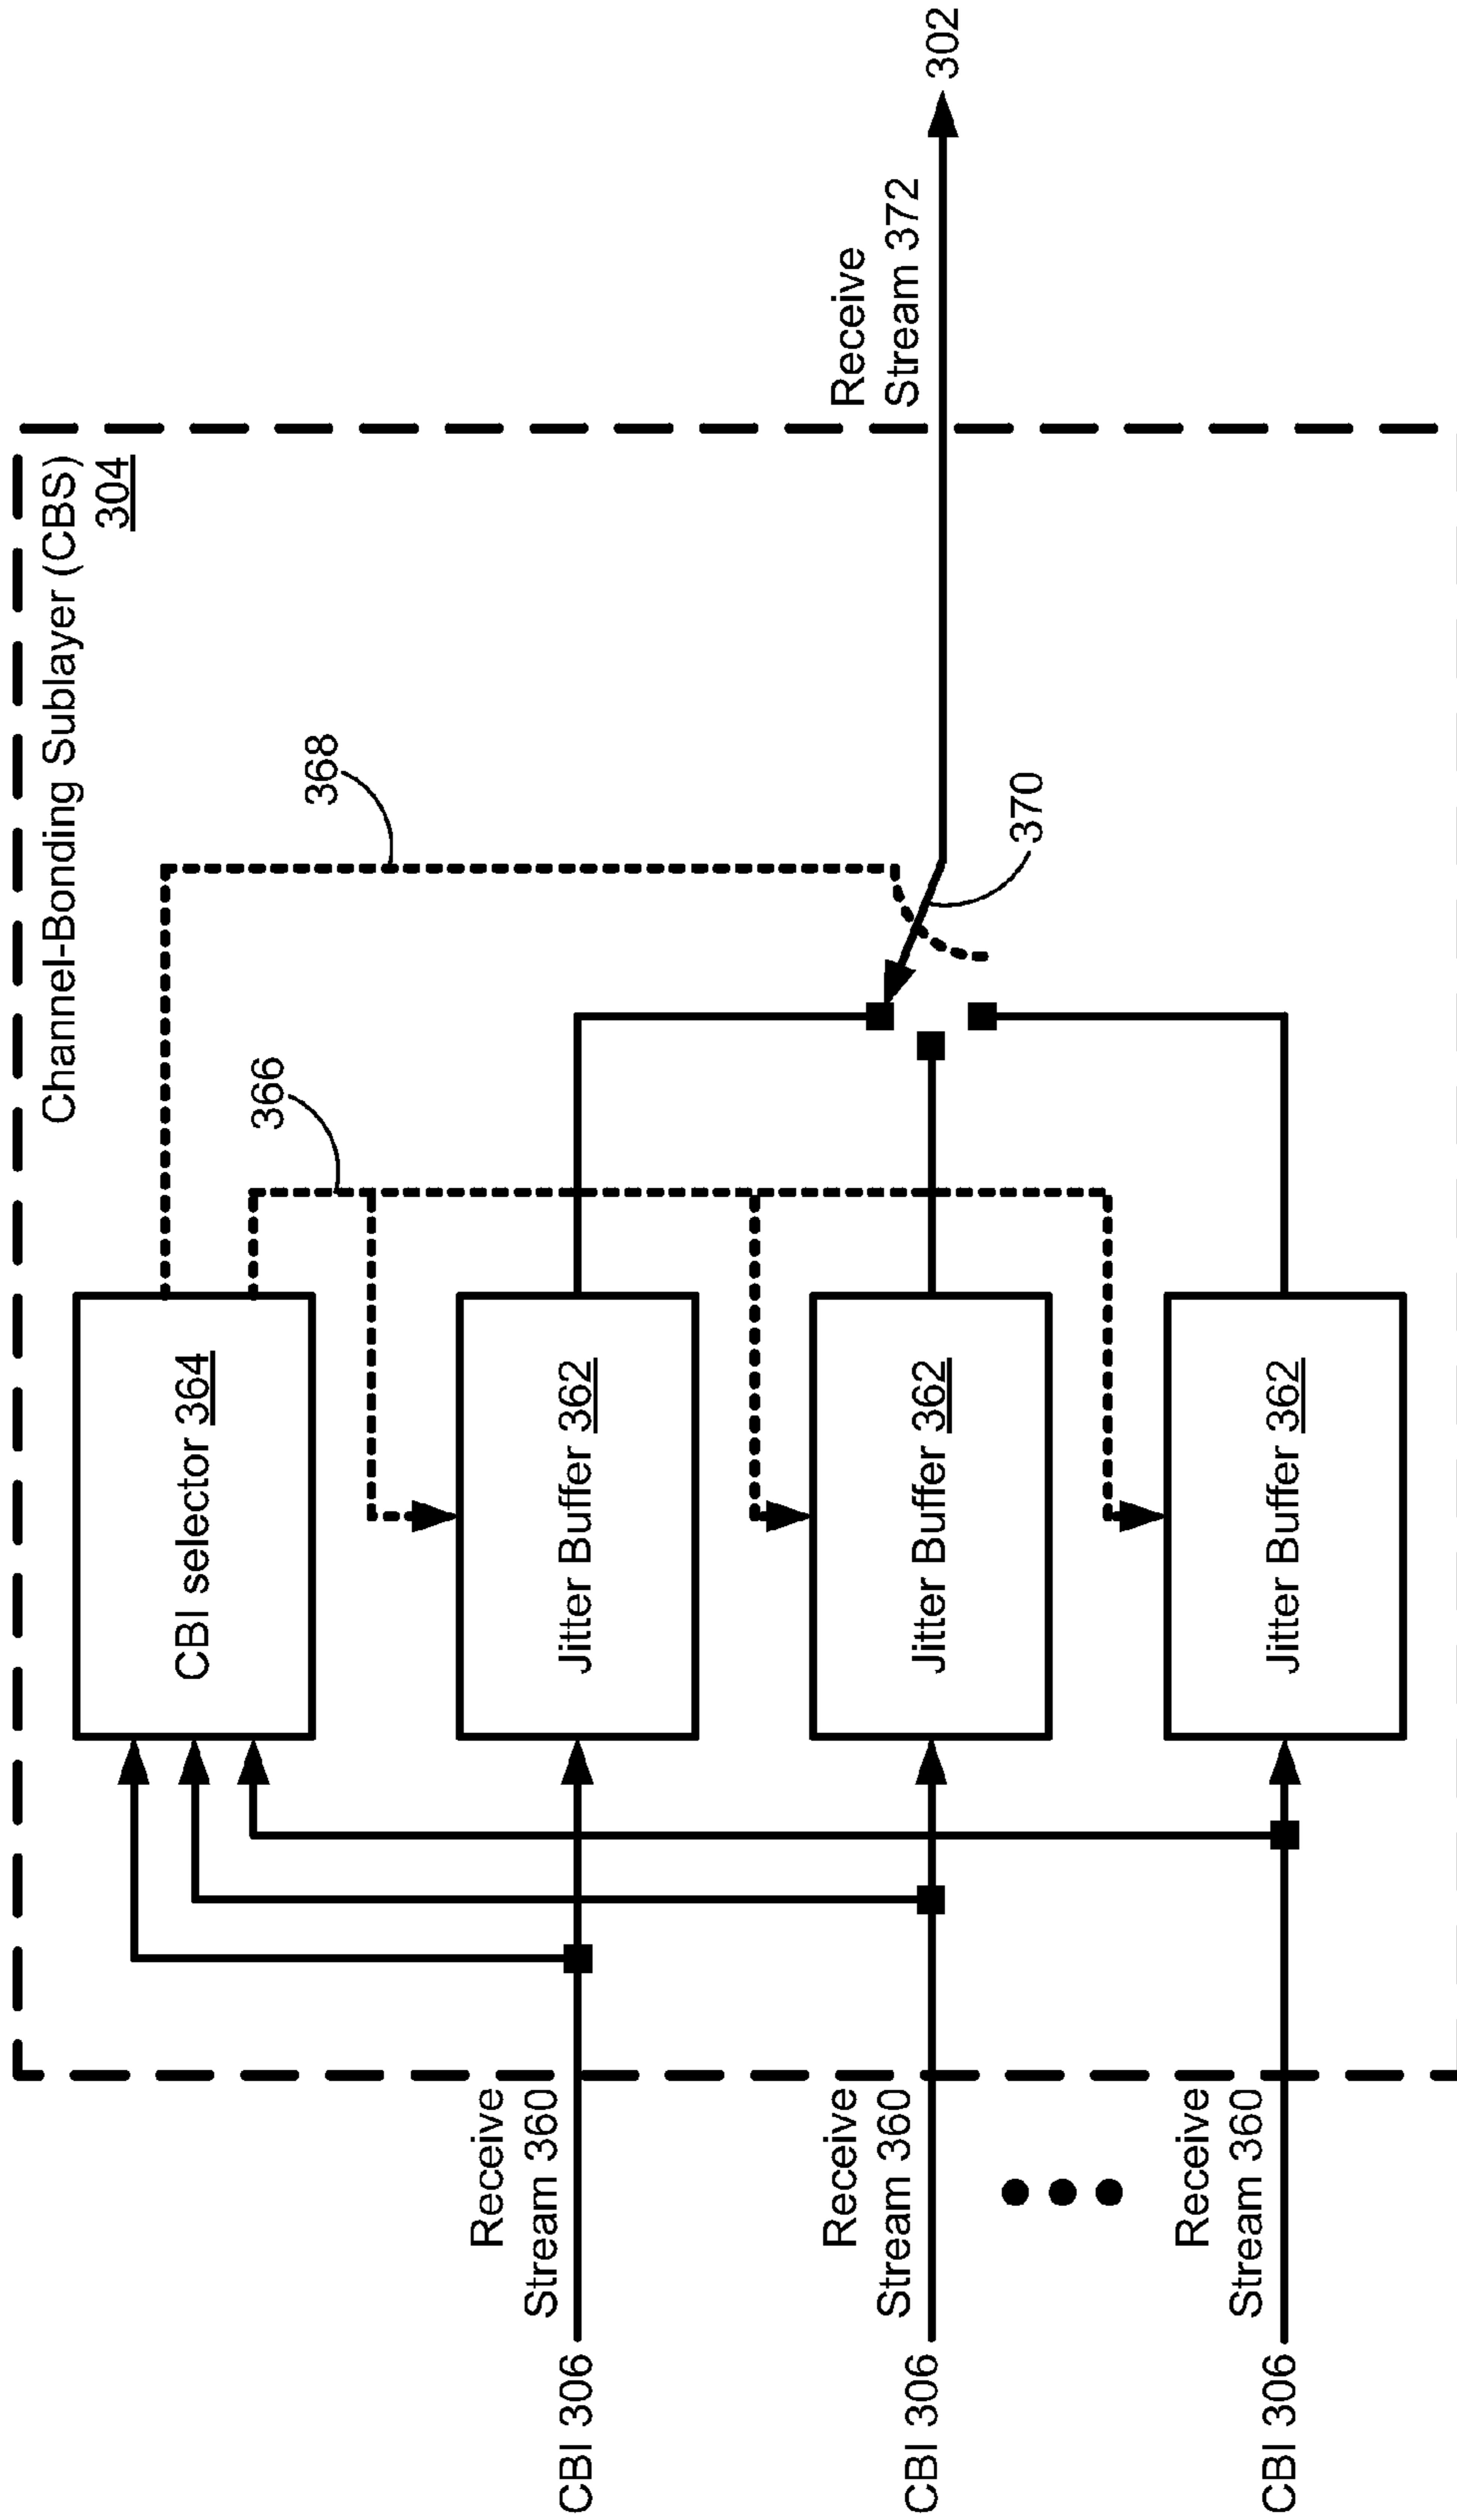 Channel-Bonding Sublayer (CBS)
304
CBI selector 364
366
368
CBI 306
Receive
Stream 360
Jitter Buffer 362
CBI 306
Receive
Stream 360
Jitter Buffer 362
370
Receive
Stream 372
302
CBI 306
Receive
Stream 360
Jitter Buffer 362